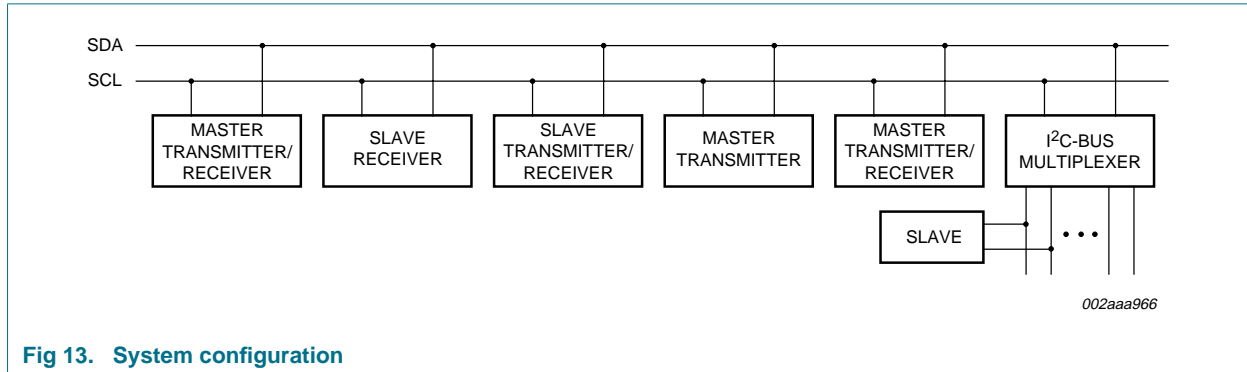 SDA
SCL
MASTER
TRANSMITTER/
RECEIVER
SLAVE
RECEIVER
SLAVE
TRANSMITTER/
RECEIVER
MASTER
TRANSMITTER
MASTER
TRANSMITTER/
RECEIVER
I²C-BUS
MULTIPLEXER
SLAVE
002aaa966
Fig 13. System configuration